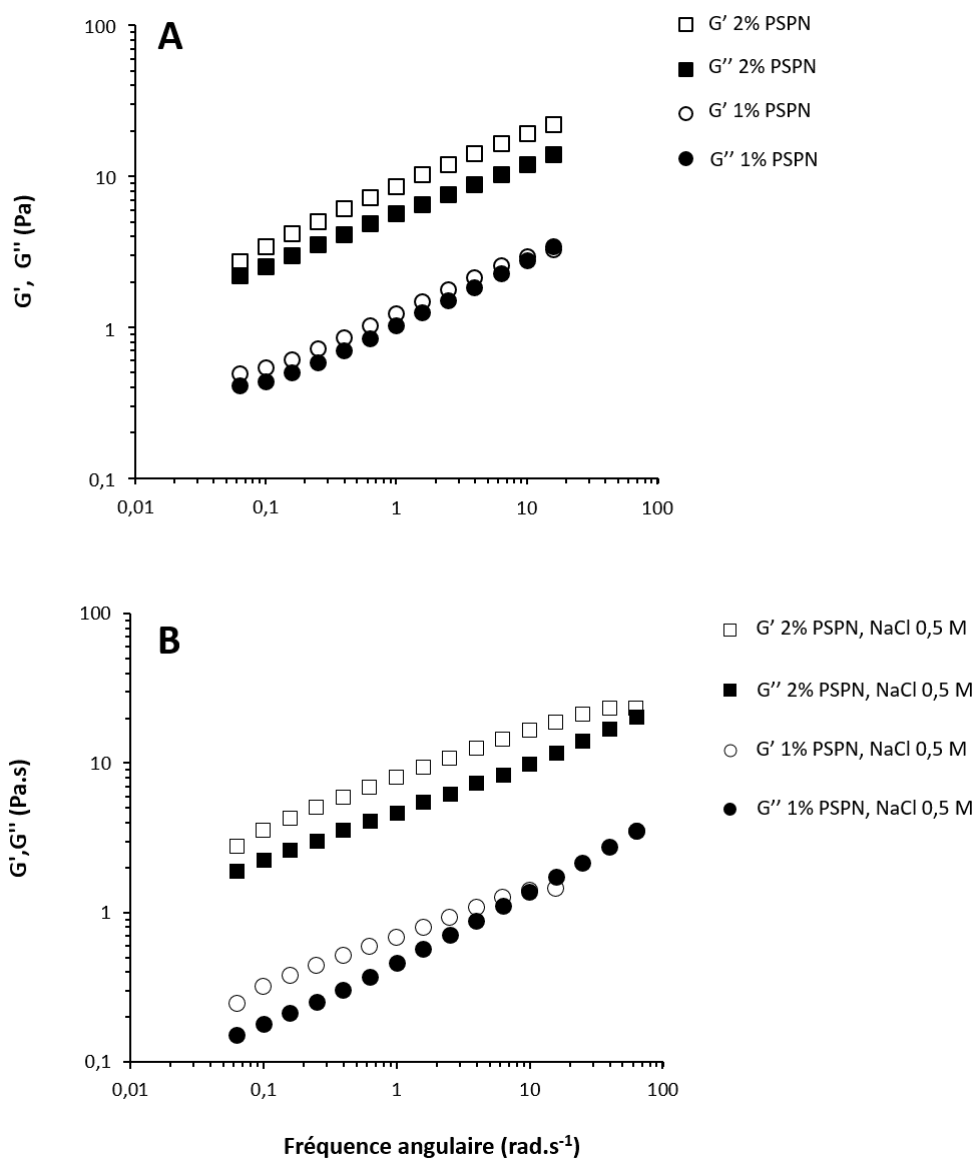 A
100
10
1
0,1
G', G'' (Pa)
0,01
0,1
1
10
100
G' 2% PSPN
G'' 2% PSPN
G' 1% PSPN
G'' 1% PSPN
B
100
10
1
0,1
G',G'' (Pa.s)
0,01
0,1
1
10
100
Fréquence angulaire (rad.s⁻¹)
G' 2% PSPN, NaCl 0,5 M
G'' 2% PSPN, NaCl 0,5 M
G' 1% PSPN, NaCl 0,5 M
G'' 1% PSPN, NaCl 0,5 M